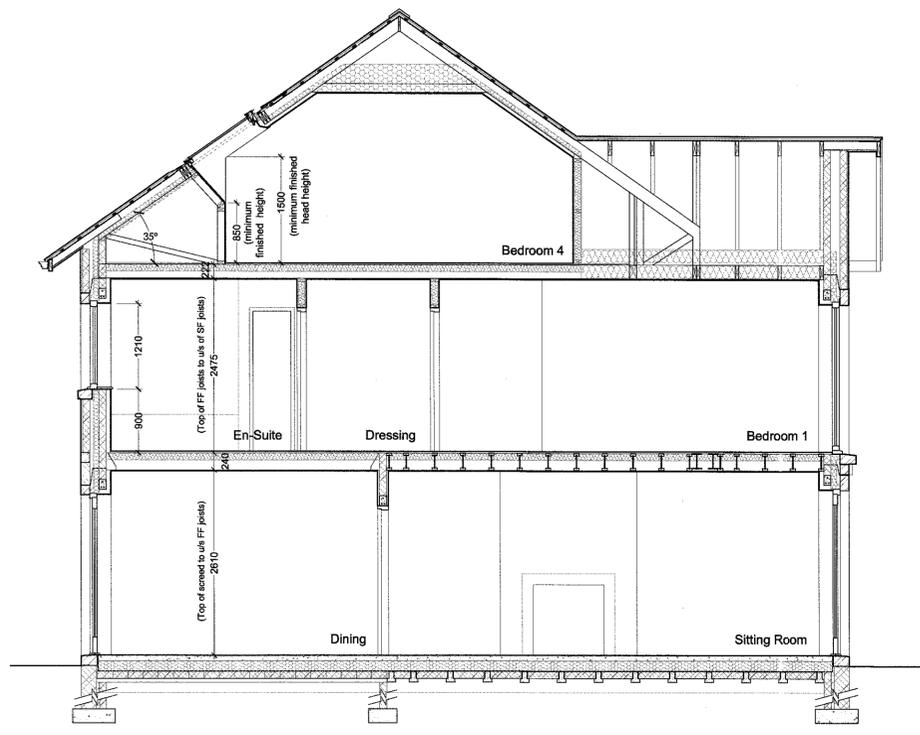 1500
(minimum finished
head height)
850
(minimum
finished height)
35°
Bedroom 4
222
1210
2475
(Top of FF joists to u/s of SF joists)
900
En-Suite
Dressing
Bedroom 1
240
2610
(Top of screed to u/s FF joists)
Dining
Sitting Room